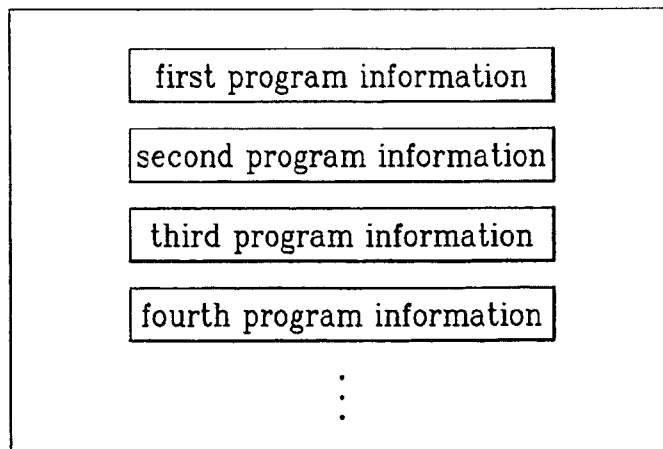 first program information
second program information
third program information
fourth program information